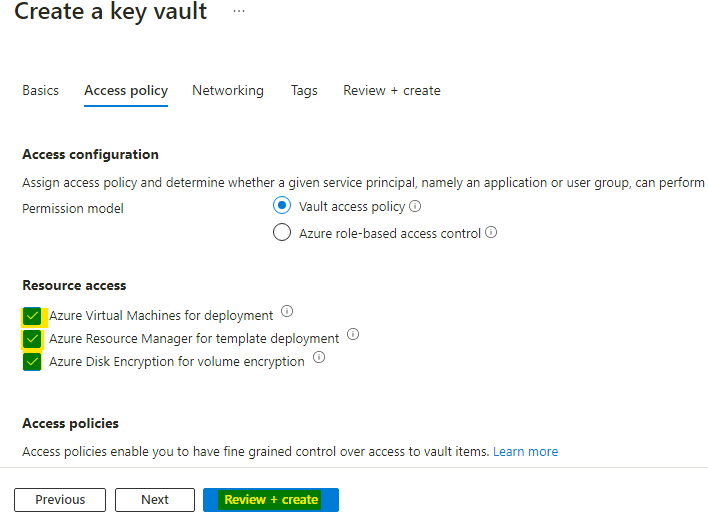 Create a key vault ...
Basics Access policy Networking Tags Review + create
Access configuration
Assign access policy and determine whether a given service principal, namely an application or user group, can perform
Permission model
Vault access policy
Azure role-based access control
Resource access
Azure Virtual Machines for deployment
Azure Resource Manager for template deployment
Azure Disk Encryption for volume encryption
Access policies
Access policies enable you to have fine grained control over access to vault items. Learn more
Previous Next Review + create